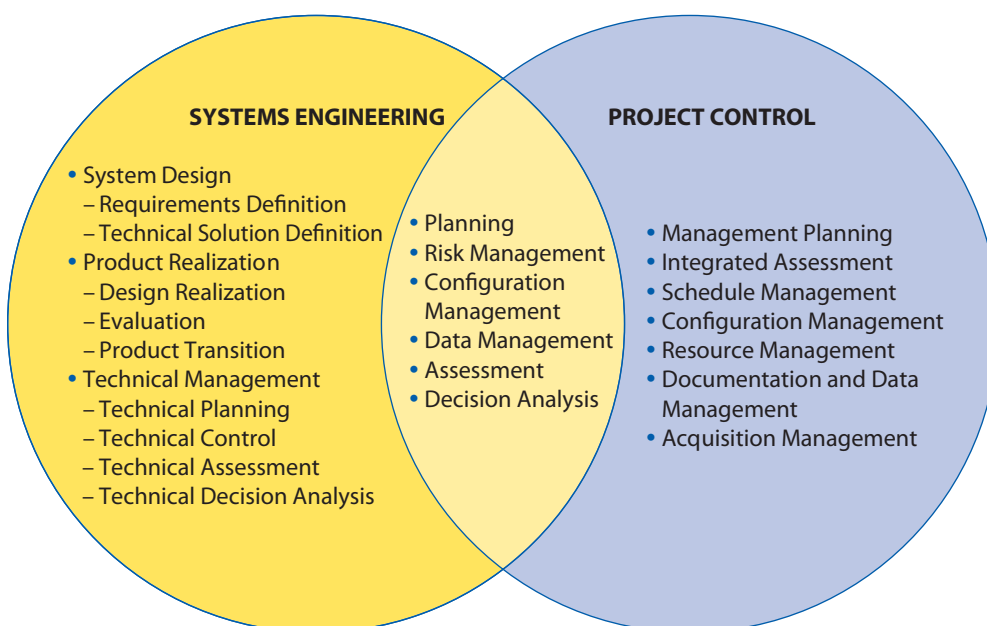 SYSTEMS ENGINEERING
• System Design
– Requirements Definition
– Technical Solution Definition
• Product Realization
– Design Realization
– Evaluation
– Product Transition
• Technical Management
– Technical Planning
– Technical Control
– Technical Assessment
– Technical Decision Analysis
• Planning
• Risk Management
• Configuration
Management
• Data Management
• Assessment
• Decision Analysis
PROJECT CONTROL
• Management Planning
• Integrated Assessment
• Schedule Management
• Configuration Management
• Resource Management
• Documentation and Data
Management
• Acquisition Management